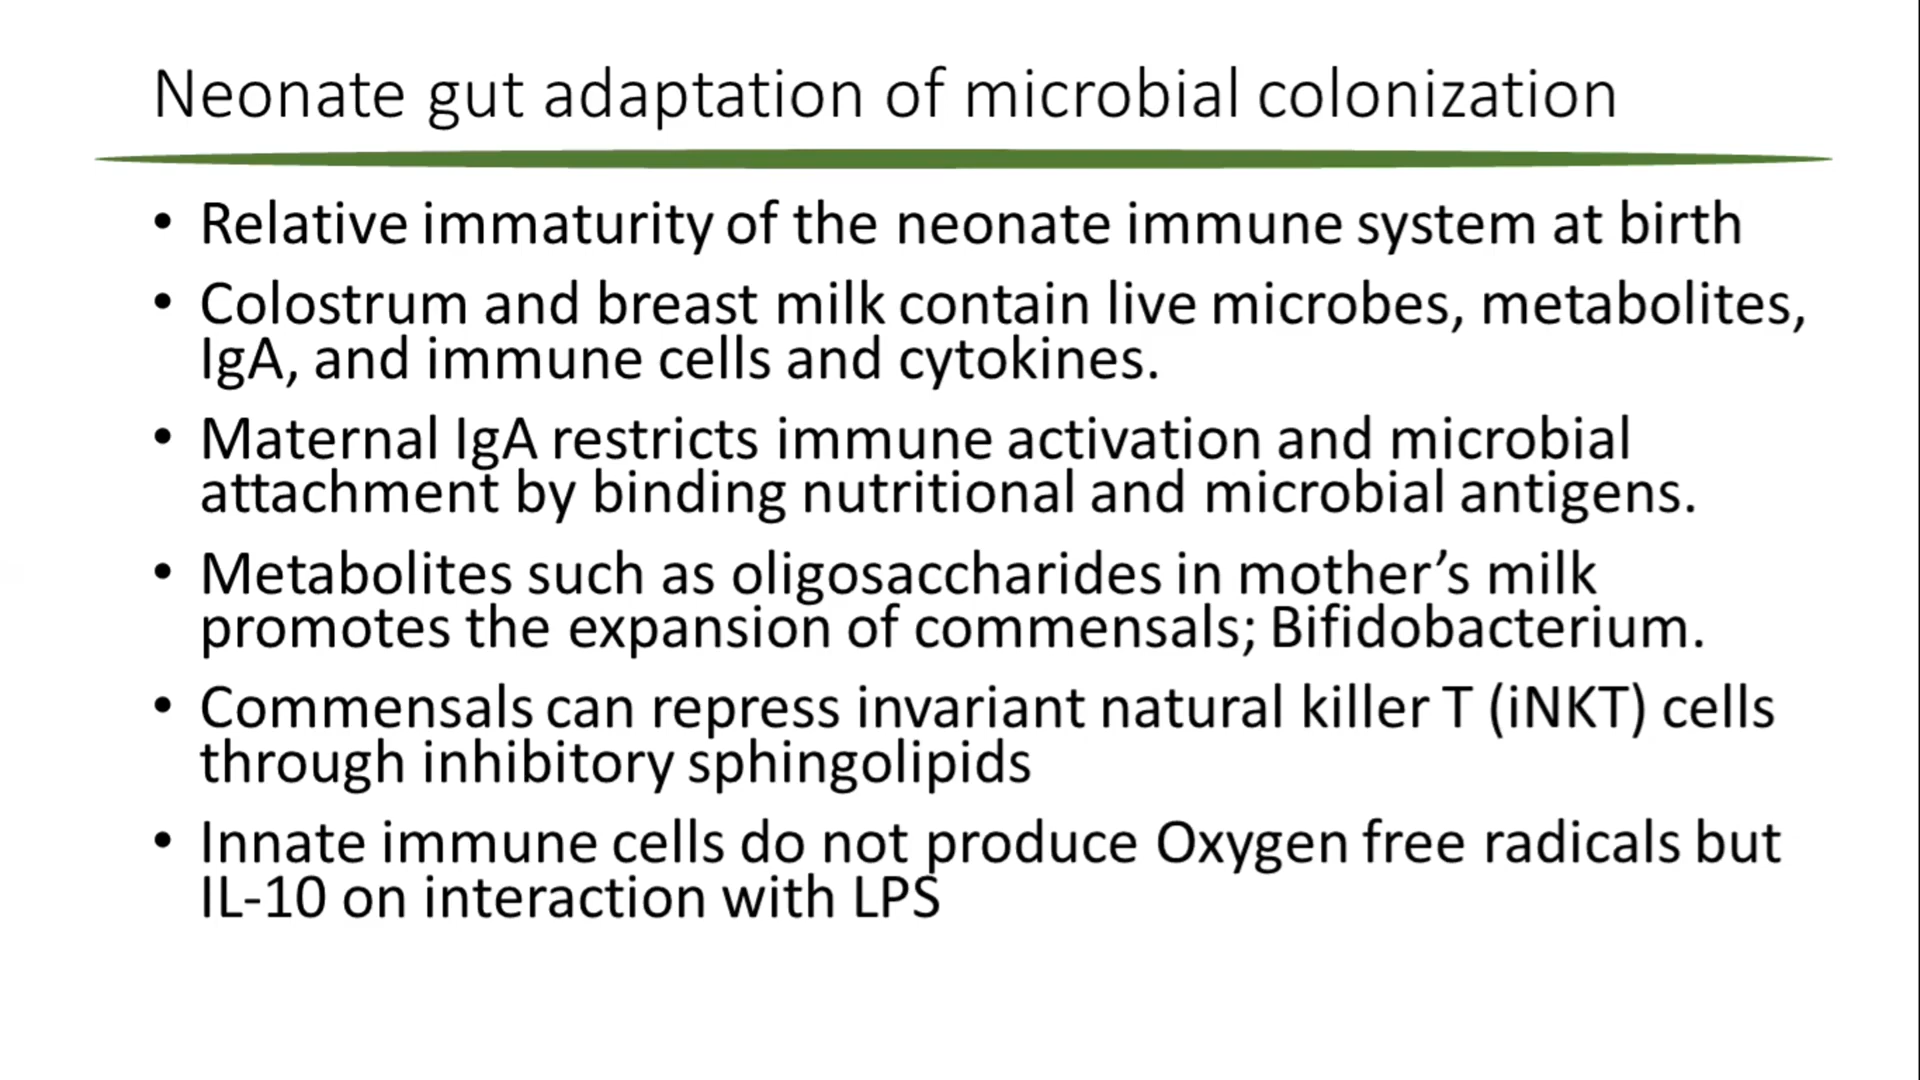 Neonate gut adaptation of microbial colonization
• Relative immaturity of the neonate immune system at birth
• Colostrum and breast milk contain live microbes, metabolites,
IgA, and immune cells and cytokines.
• Maternal IgA restricts immune activation and microbial
attachment by binding nutritional and microbial antigens.
• Metabolites such as oligosaccharides in mother’s milk
promotes the expansion of commensals; Bifidobacterium.
• Commensals can repress invariant natural killer T (iNKT) cells
through inhibitory sphingolipids
• Innate immune cells do not produce Oxygen free radicals but
IL-10 on interaction with LPS